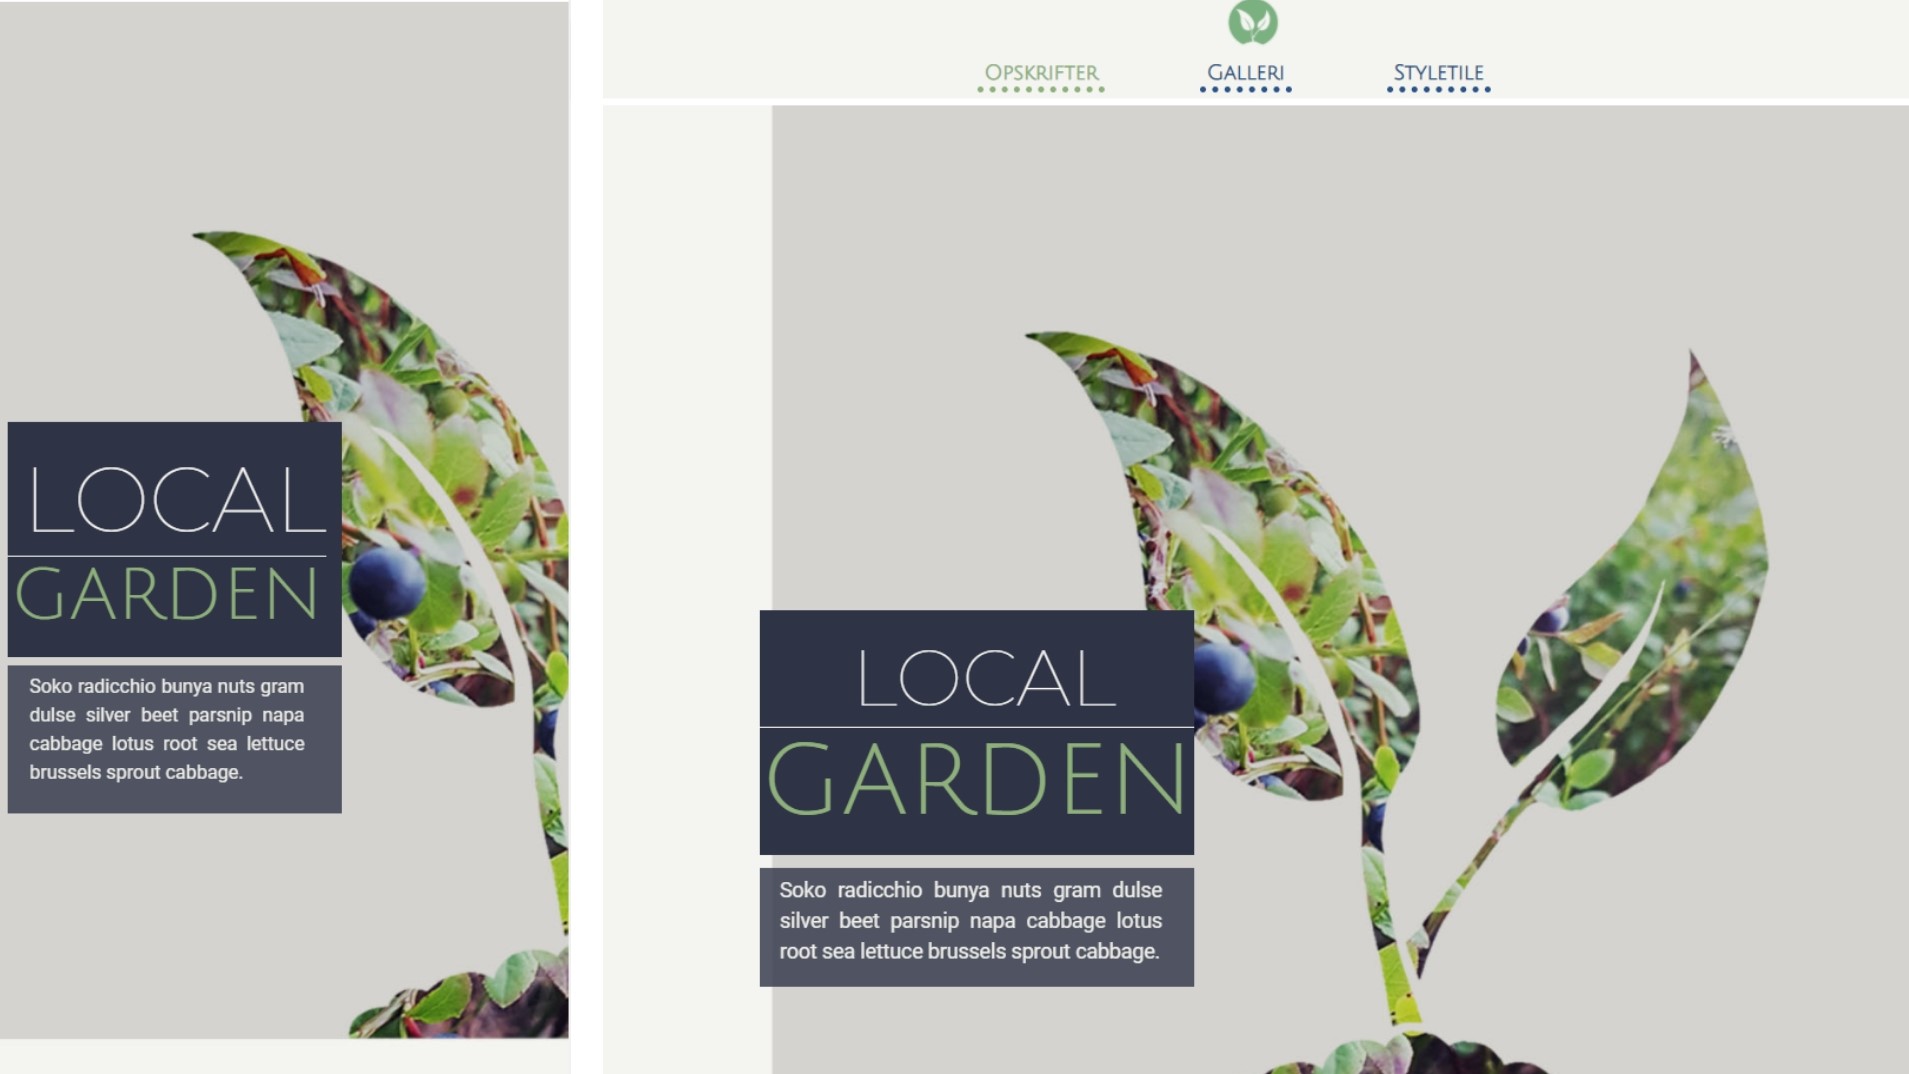 LOCAL
GARDEN
Soko radicchio bunya nuts gram
dulse silver beet parsnip napa
cabbage lotus root sea lettuce
brussels sprout cabbage.
Opskrifter
Galleri
Styletile
LOCAL
GARDEN
Soko radicchio bunya nuts gram dulse
silver beet parsnip napa cabbage lotus
root sea lettuce brussels sprout cabbage.